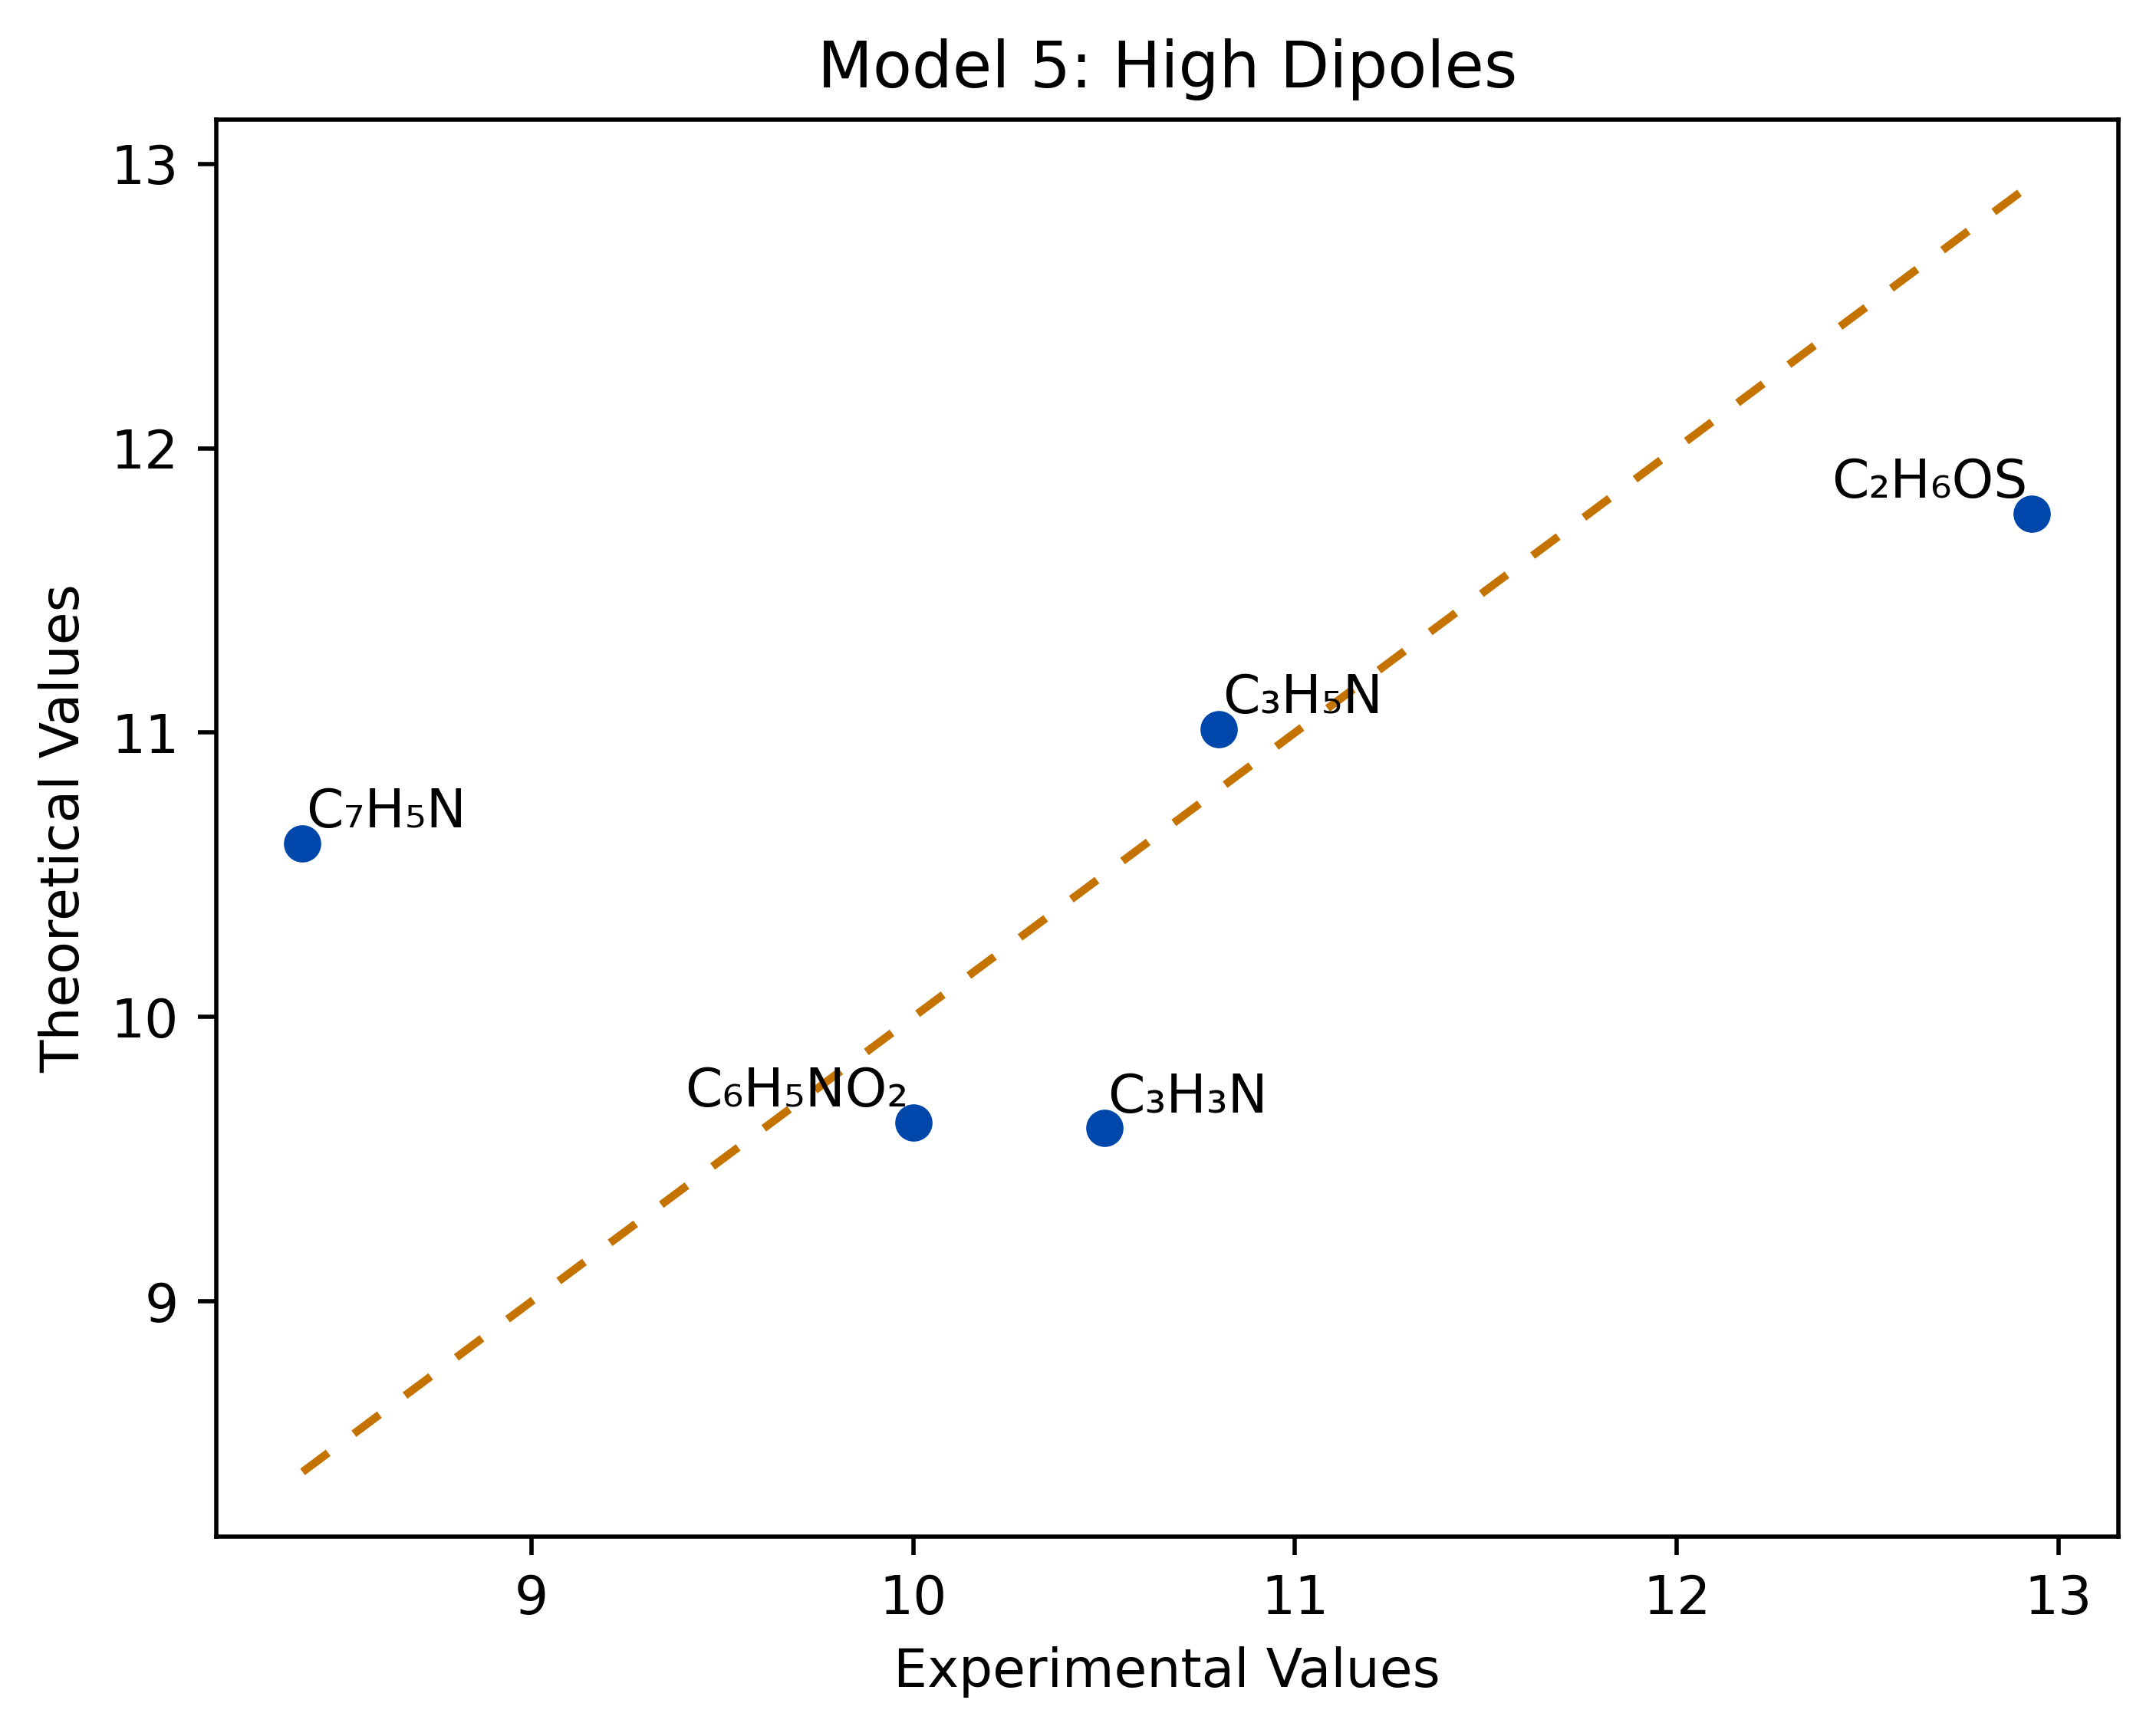 Model 5: High Dipoles
13
12
11
10
9
Theoretical Values
C₂H₆OS
C₃H₅N
C₇H₅N
C₆H₅NO₂
C₃H₃N
9
10
11
12
13
Experimental Values